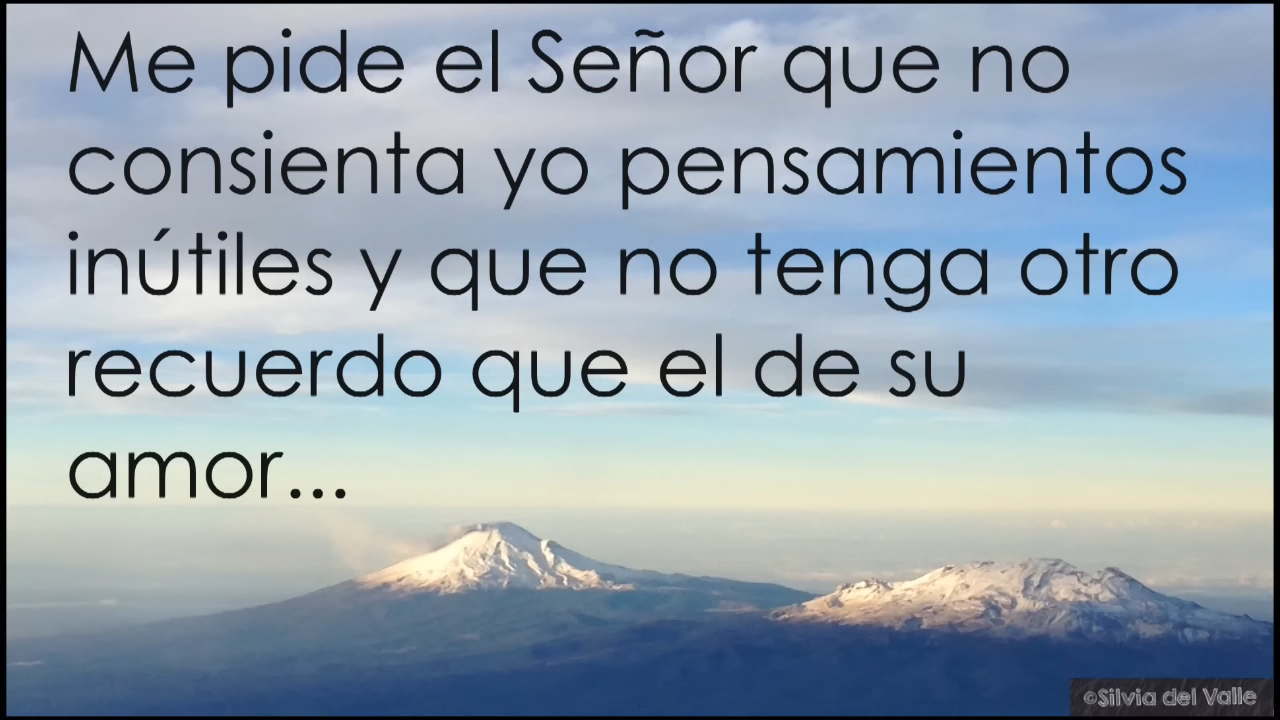 Me pide el Señor que no
consienta yo pensamientos
inútiles y que no tenga otro
recuerdo que el de su
amor...
©Silvia del Valle